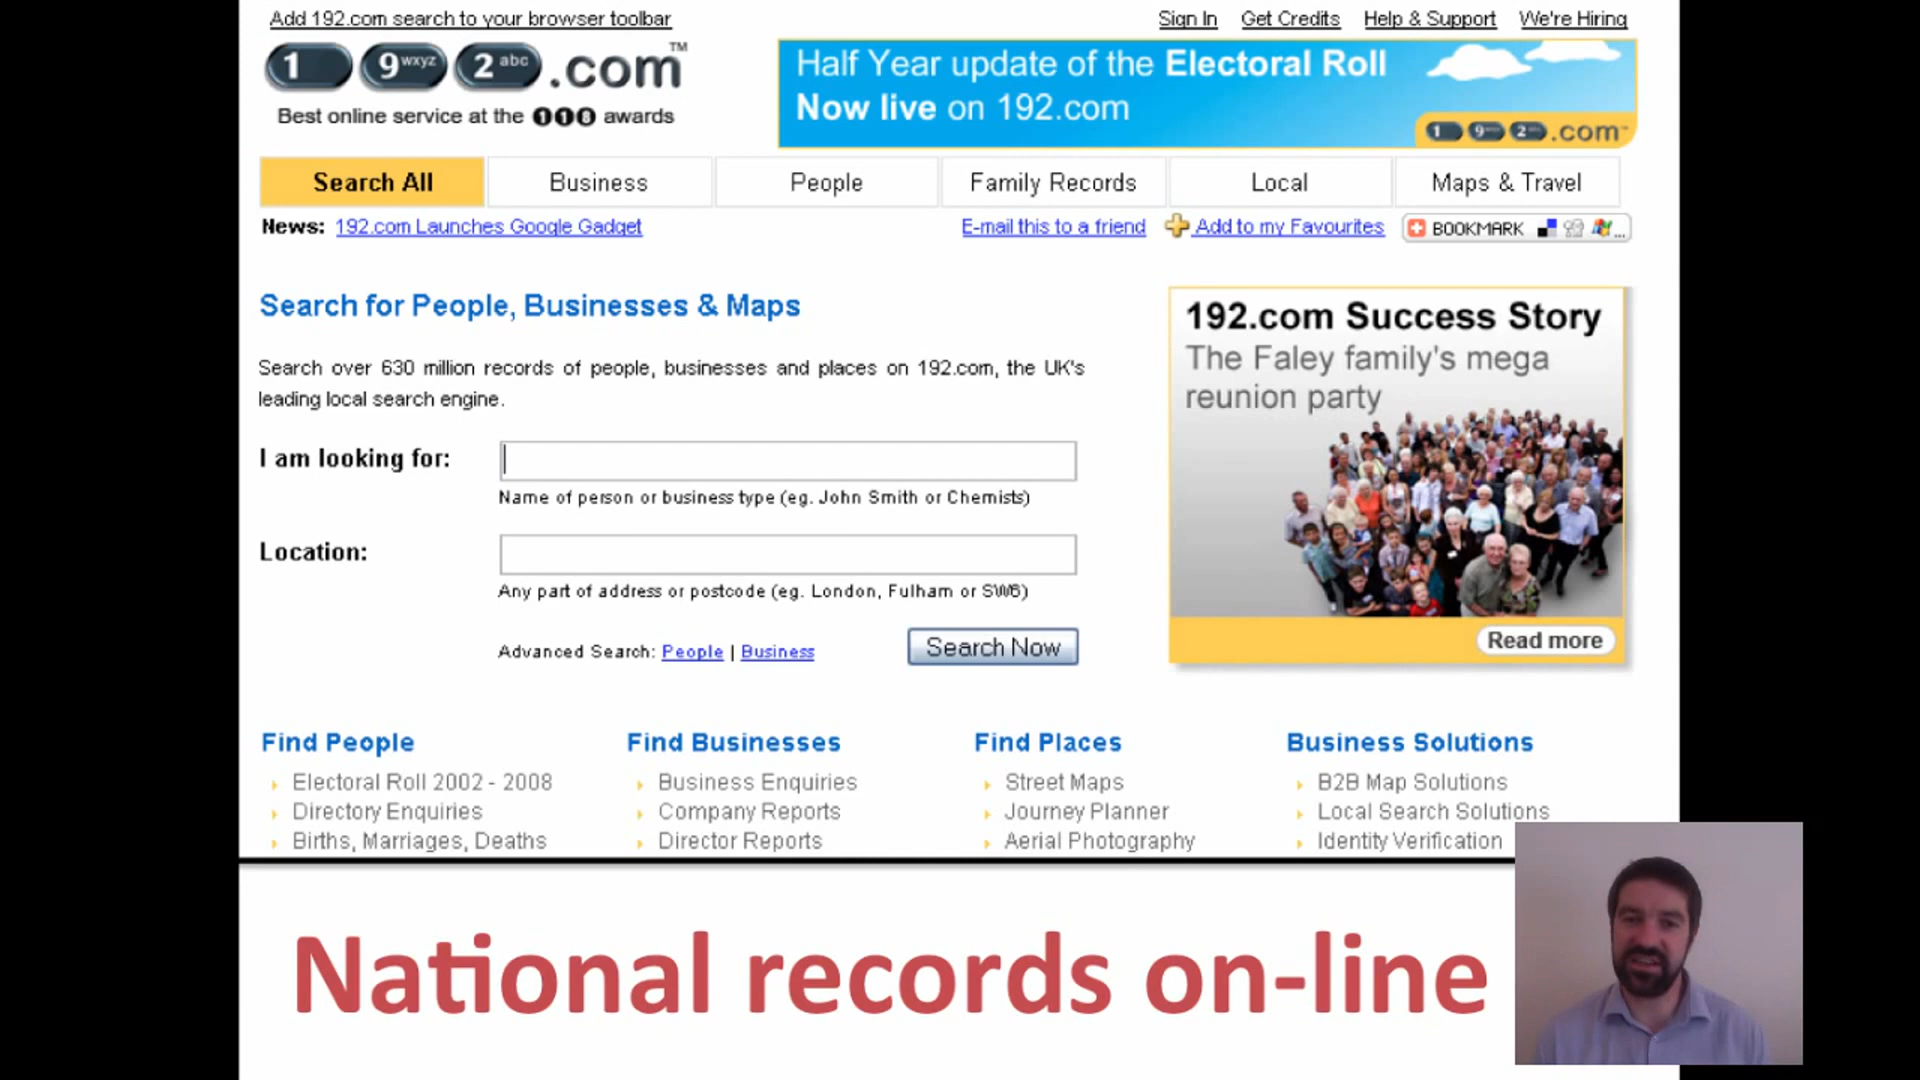 Add 192.com search to your browser toolbar
Sign In Get Credits Help & Support We're Hiring
1 9wxyz 2abc .com™
Best online service at the 118 awards
Half Year update of the Electoral Roll
Now live on 192.com
1 9 2 .com
Search All Business People Family Records Local Maps & Travel
News: 192.com Launches Google Gadget
E-mail this to a friend Add to my Favourites BOOKMARK ...
Search for People, Businesses & Maps
Search over 630 million records of people, businesses and places on 192.com, the UK's
leading local search engine.
I am looking for:
Name of person or business type (eg. John Smith or Chemists)
Location:
Any part of address or postcode (eg. London, Fulham or SW6)
Advanced Search: People | Business
Search Now
192.com Success Story
The Faley family's mega
reunion party
Read more
Find People
Electoral Roll 2002 - 2008
Directory Enquiries
Births, Marriages, Deaths
Find Businesses
Business Enquiries
Company Reports
Director Reports
Find Places
Street Maps
Journey Planner
Aerial Photography
Business Solutions
B2B Map Solutions
Local Search Solutions
Identity Verification
National records on-line